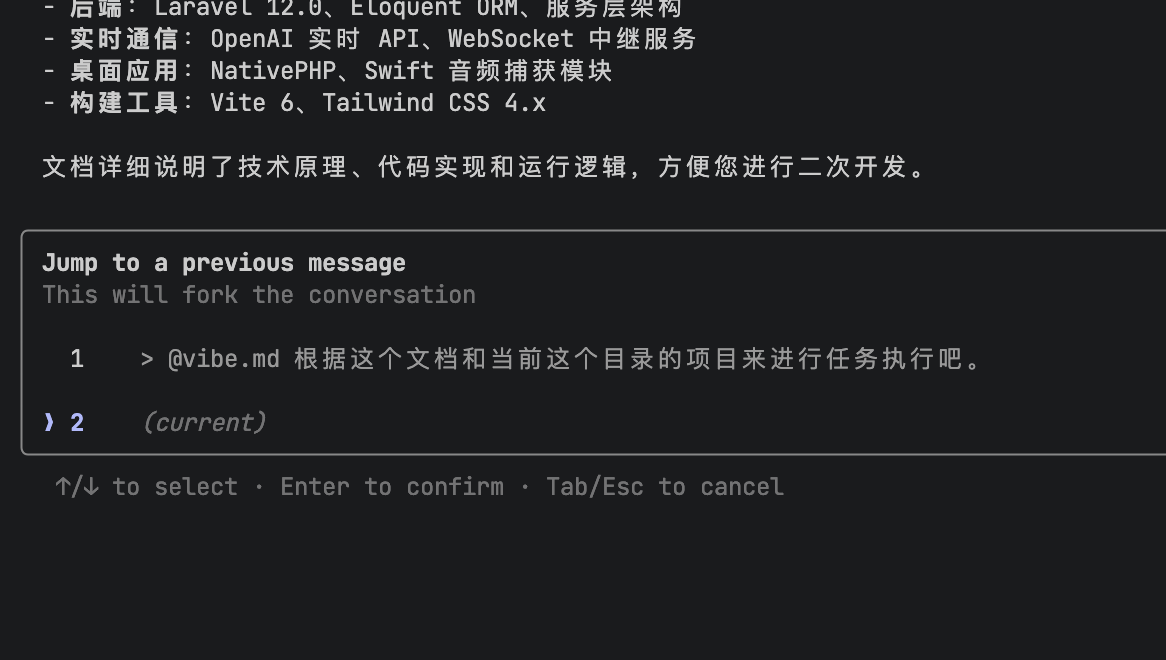 - 后端：Laravel 12.0、Eloquent ORM、服务层架构
- 实时通信：OpenAI 实时 API、WebSocket 中继服务
- 桌面应用：NativePHP、Swift 音频捕获模块
- 构建工具：Vite 6、Tailwind CSS 4.x
文档详细说明了技术原理、代码实现和运行逻辑，方便您进行二次开发。
Jump to a previous message
This will fork the conversation
1 > @vibe.md 根据这个文档和当前这个目录的项目来进行任务执行吧。
❯ 2 (current)
↑/↓ to select · Enter to confirm · Tab/Esc to cancel